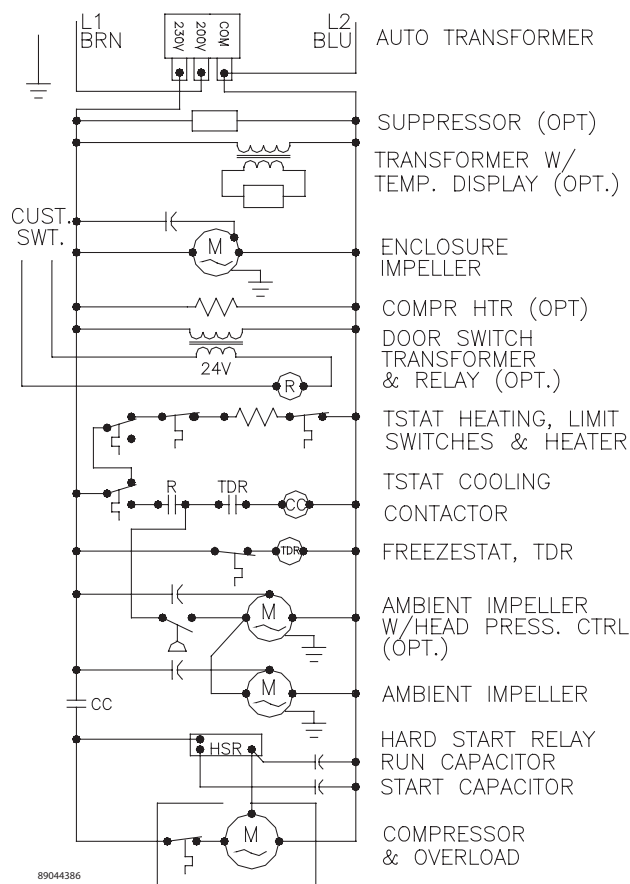 L1
BRN
230V
200V
COM
L2
BLU
AUTO TRANSFORMER
SUPPRESSOR (OPT)
TRANSFORMER W/
TEMP. DISPLAY (OPT.)
CUST.
SWT.
M
ENCLOSURE
IMPELLER
COMPR HTR (OPT)
DOOR SWITCH
TRANSFORMER
& RELAY (OPT.)
24V
R
TSTAT HEATING, LIMIT
SWITCHES & HEATER
TSTAT COOLING
R
TDR
CC
CONTACTOR
TDR
FREEZESTAT, TDR
M
AMBIENT IMPELLER
W/HEAD PRESS. CTRL
(OPT.)
M
AMBIENT IMPELLER
CC
HSR
HARD START RELAY
RUN CAPACITOR
START CAPACITOR
M
COMPRESSOR
& OVERLOAD
89044386